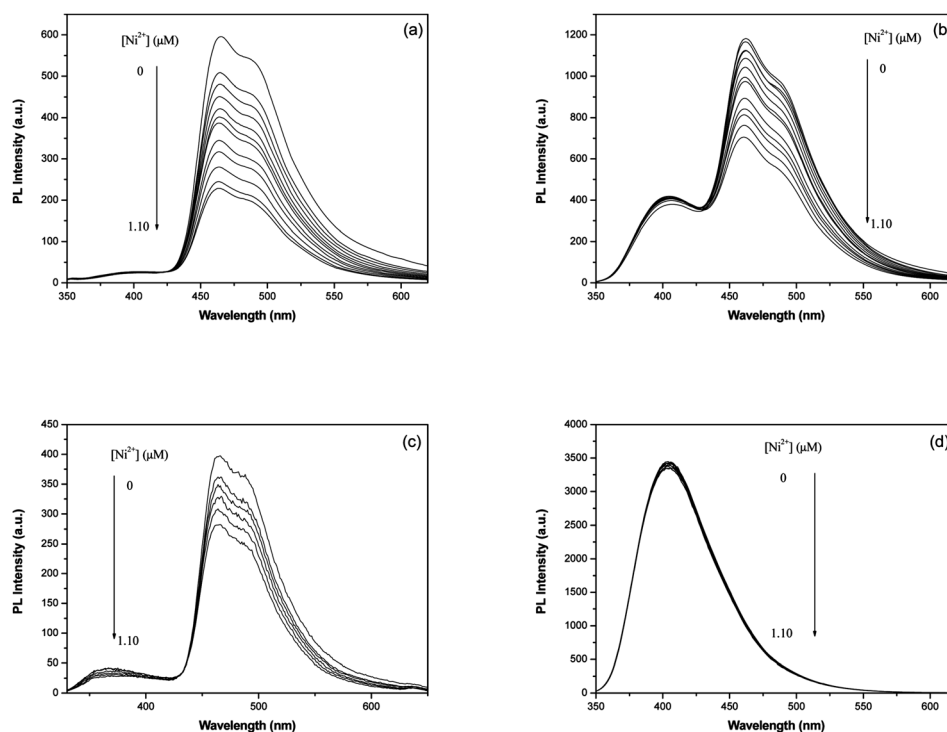 (a)
[Ni²⁺] (μM)
0
1.10
600
500
400
300
200
100
0
PL Intensity (a.u.)
350 400 450 500 550 600
Wavelength (nm)
(b)
[Ni²⁺] (μM)
0
1.10
1200
1000
800
600
400
200
0
PL Intensity (a.u.)
350 400 450 500 550 600
Wavelength (nm)
(c)
[Ni²⁺] (μM)
0
1.10
450
400
350
300
250
200
150
100
50
0
PL Intensity (a.u.)
400 500 600
Wavelength (nm)
(d)
[Ni²⁺] (μM)
0
1.10
4000
3500
3000
2500
2000
1500
1000
500
0
PL Intensity (a.u.)
350 400 450 500 550 600
Wavelength (nm)